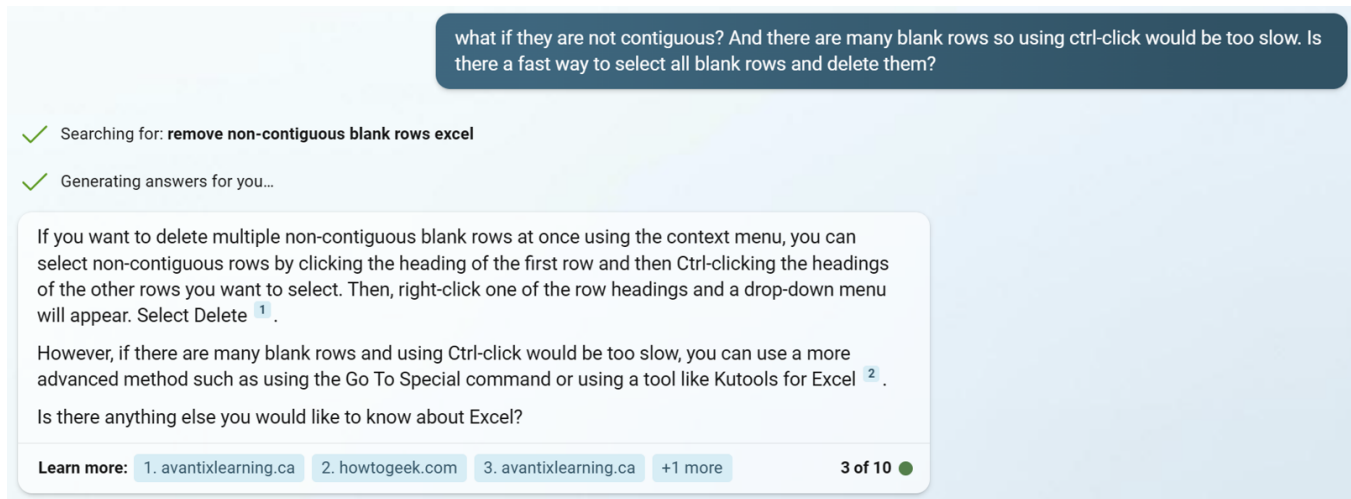 what if they are not contiguous? And there are many blank rows so using ctrl-click would be too slow. Is
there a fast way to select all blank rows and delete them?
Searching for: remove non-contiguous blank rows excel
Generating answers for you...
If you want to delete multiple non-contiguous blank rows at once using the context menu, you can
select non-contiguous rows by clicking the heading of the first row and then Ctrl-clicking the headings
of the other rows you want to select. Then, right-click one of the row headings and a drop-down menu
will appear. Select Delete 1 .
However, if there are many blank rows and using Ctrl-click would be too slow, you can use a more
advanced method such as using the Go To Special command or using a tool like Kutools for Excel 2 .
Is there anything else you would like to know about Excel?
Learn more: 1. avantixlearning.ca 2. howtogeek.com 3. avantixlearning.ca +1 more 3 of 10